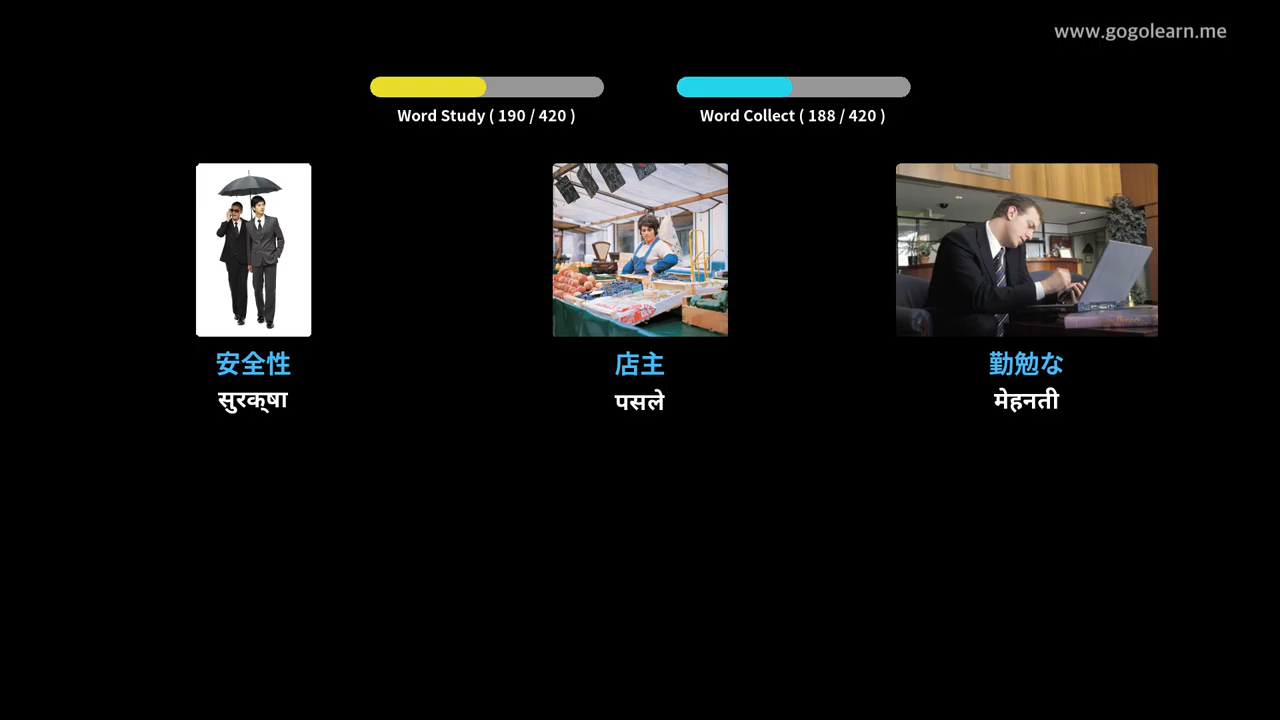 www.gogolearn.me
Word Study ( 190 / 420 )
Word Collect ( 188 / 420 )
安全性
सुरक्षा
店主
पसले
勤勉な
मेहनती